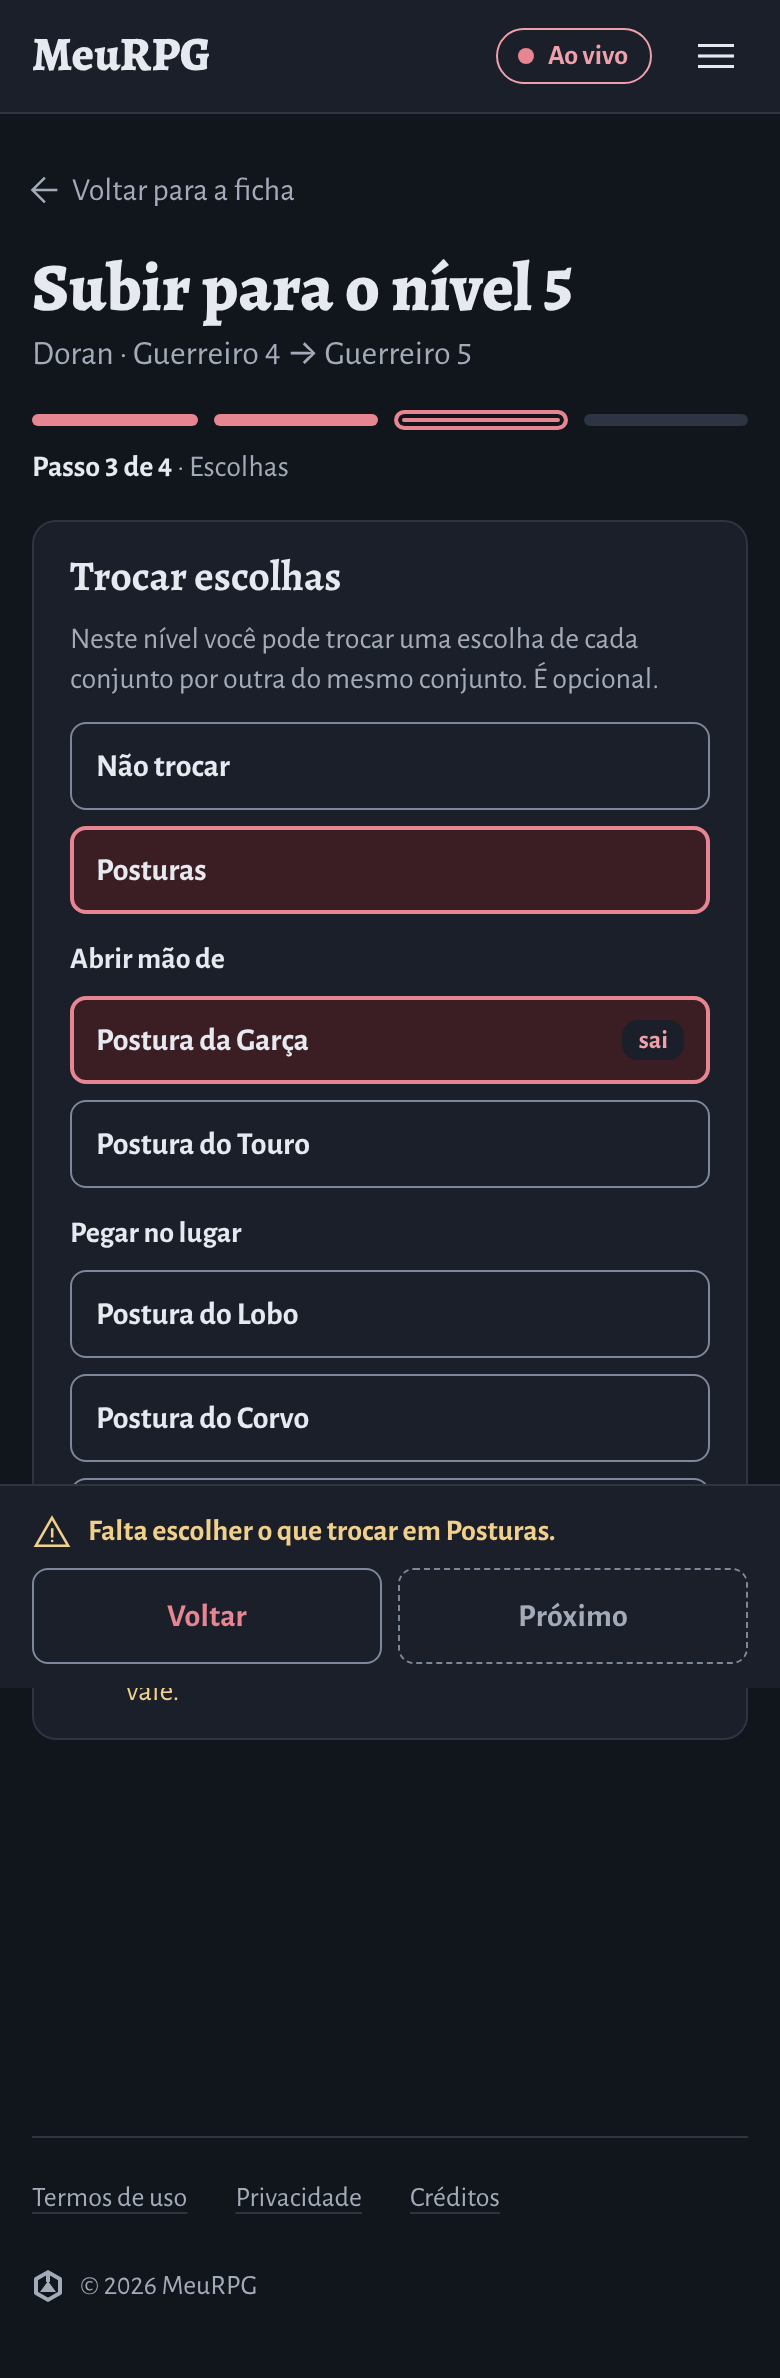 MeuRPG
Ao vivo
Voltar para a ficha
Subir para o nível 5
Doran · Guerreiro 4 → Guerreiro 5
Passo 3 de 4 · Escolhas
Trocar escolhas
Neste nível você pode trocar uma escolha de cada
conjunto por outra do mesmo conjunto. É opcional.
Não trocar
Posturas
Abrir mão de
Postura da Garça
sai
Postura do Touro
Pegar no lugar
Postura do Lobo
Postura do Corvo
Falta escolher o que trocar em Posturas.
Voltar
Próximo
vale.
Termos de uso
Privacidade
Créditos
© 2026 MeuRPG